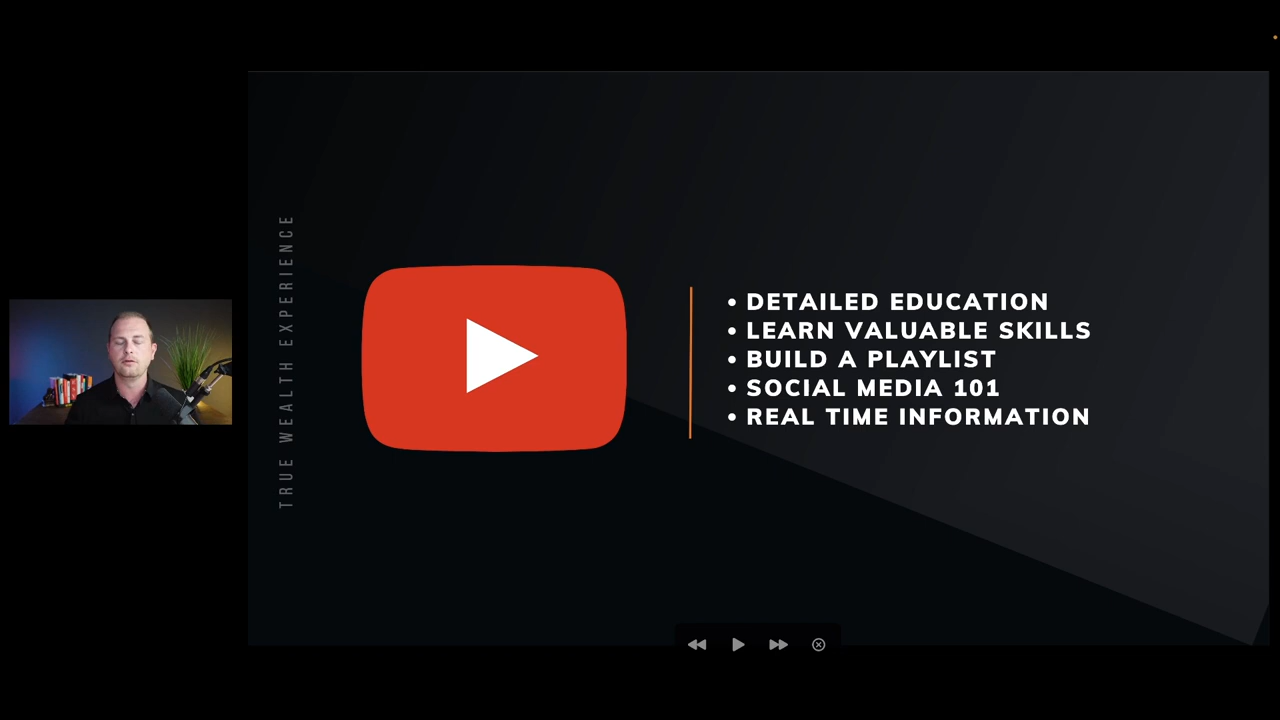 TRUE WEALTH EXPERIENCE
• DETAILED EDUCATION
• LEARN VALUABLE SKILLS
• BUILD A PLAYLIST
• SOCIAL MEDIA 101
• REAL TIME INFORMATION